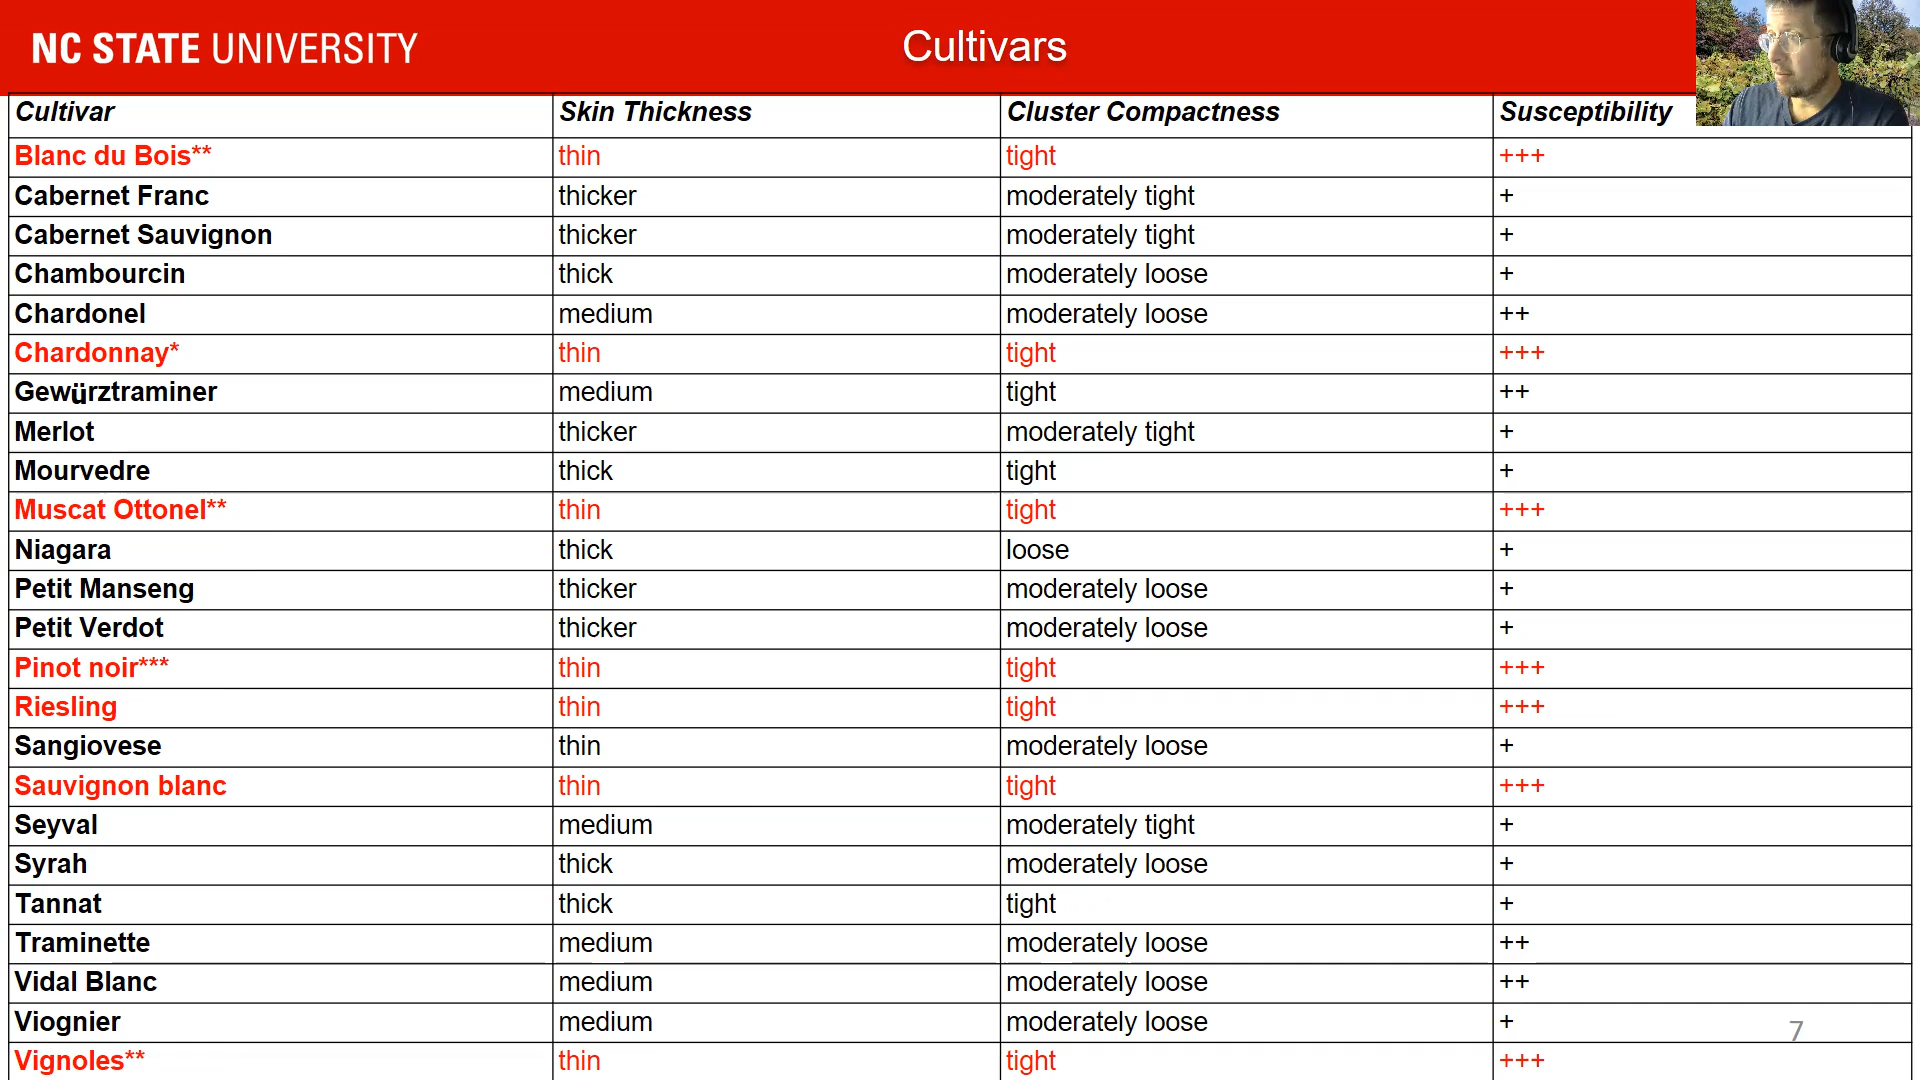 NC STATE UNIVERSITY
Cultivars
Cultivar Skin Thickness Cluster Compactness Susceptibility
Blanc du Bois** thin tight +++
Cabernet Franc thicker moderately tight +
Cabernet Sauvignon thicker moderately tight +
Chambourcin thick moderately loose +
Chardonel medium moderately loose ++
Chardonnay* thin tight +++
Gewürztraminer medium tight ++
Merlot thicker moderately tight +
Mourvedre thick tight +
Muscat Ottonel** thin tight +++
Niagara thick loose +
Petit Manseng thicker moderately loose +
Petit Verdot thicker moderately loose +
Pinot noir*** thin tight +++
Riesling thin tight +++
Sangiovese thin moderately loose +
Sauvignon blanc thin tight +++
Seyval medium moderately tight +
Syrah thick moderately loose +
Tannat thick tight +
Traminette medium moderately loose ++
Vidal Blanc medium moderately loose ++
Viognier medium moderately loose +
7
Vignoles** thin tight +++